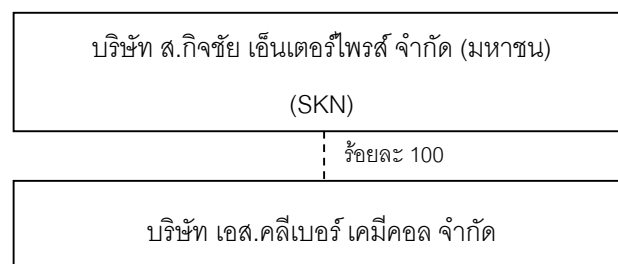 บริษัท ส.กิจชัย เอ็นเตอร์ไพรส์ จำกัด (มหาชน)
(SKN)
ร้อยละ 100
บริษัท เอส.คลีเบอร์ เคมีคอล จำกัด